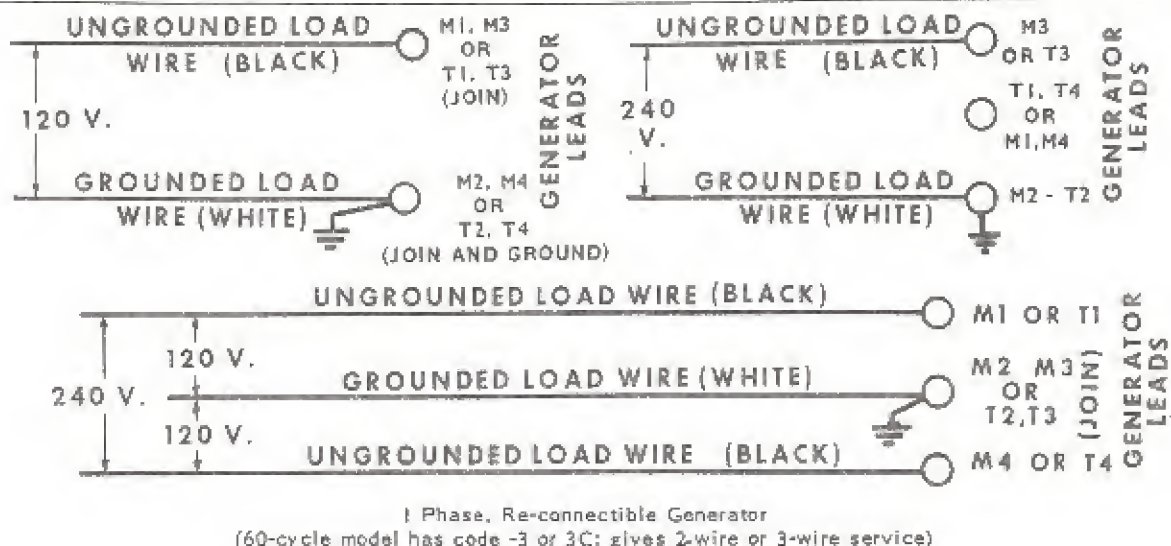 UNGROUNDED LOAD
WIRE (BLACK)
M1, M3
OR
T1, T3
(JOIN)
120 V.
GROUNDED LOAD
WIRE (WHITE)
M2, M4
OR
T2, T4
(JOIN AND GROUND)
GENERATOR
LEADS
UNGROUNDED LOAD
WIRE (BLACK)
M3
OR T3
240
V.
T1, T4
OR
M1, M4
GROUNDED LOAD
WIRE (WHITE)
M2 - T2
GENERATOR
LEADS
UNGROUNDED LOAD WIRE (BLACK)
M1 OR T1
120 V.
240 V.
GROUNDED LOAD WIRE (WHITE)
M2 M3
OR
T2, T3
(JOIN)
120 V.
UNGROUNDED LOAD WIRE (BLACK)
M4 OR T4
GENERATOR
LEADS
1 Phase, Re-connectible Generator
(60-cycle model has code -3 or 3C; gives 2-wire or 3-wire service)